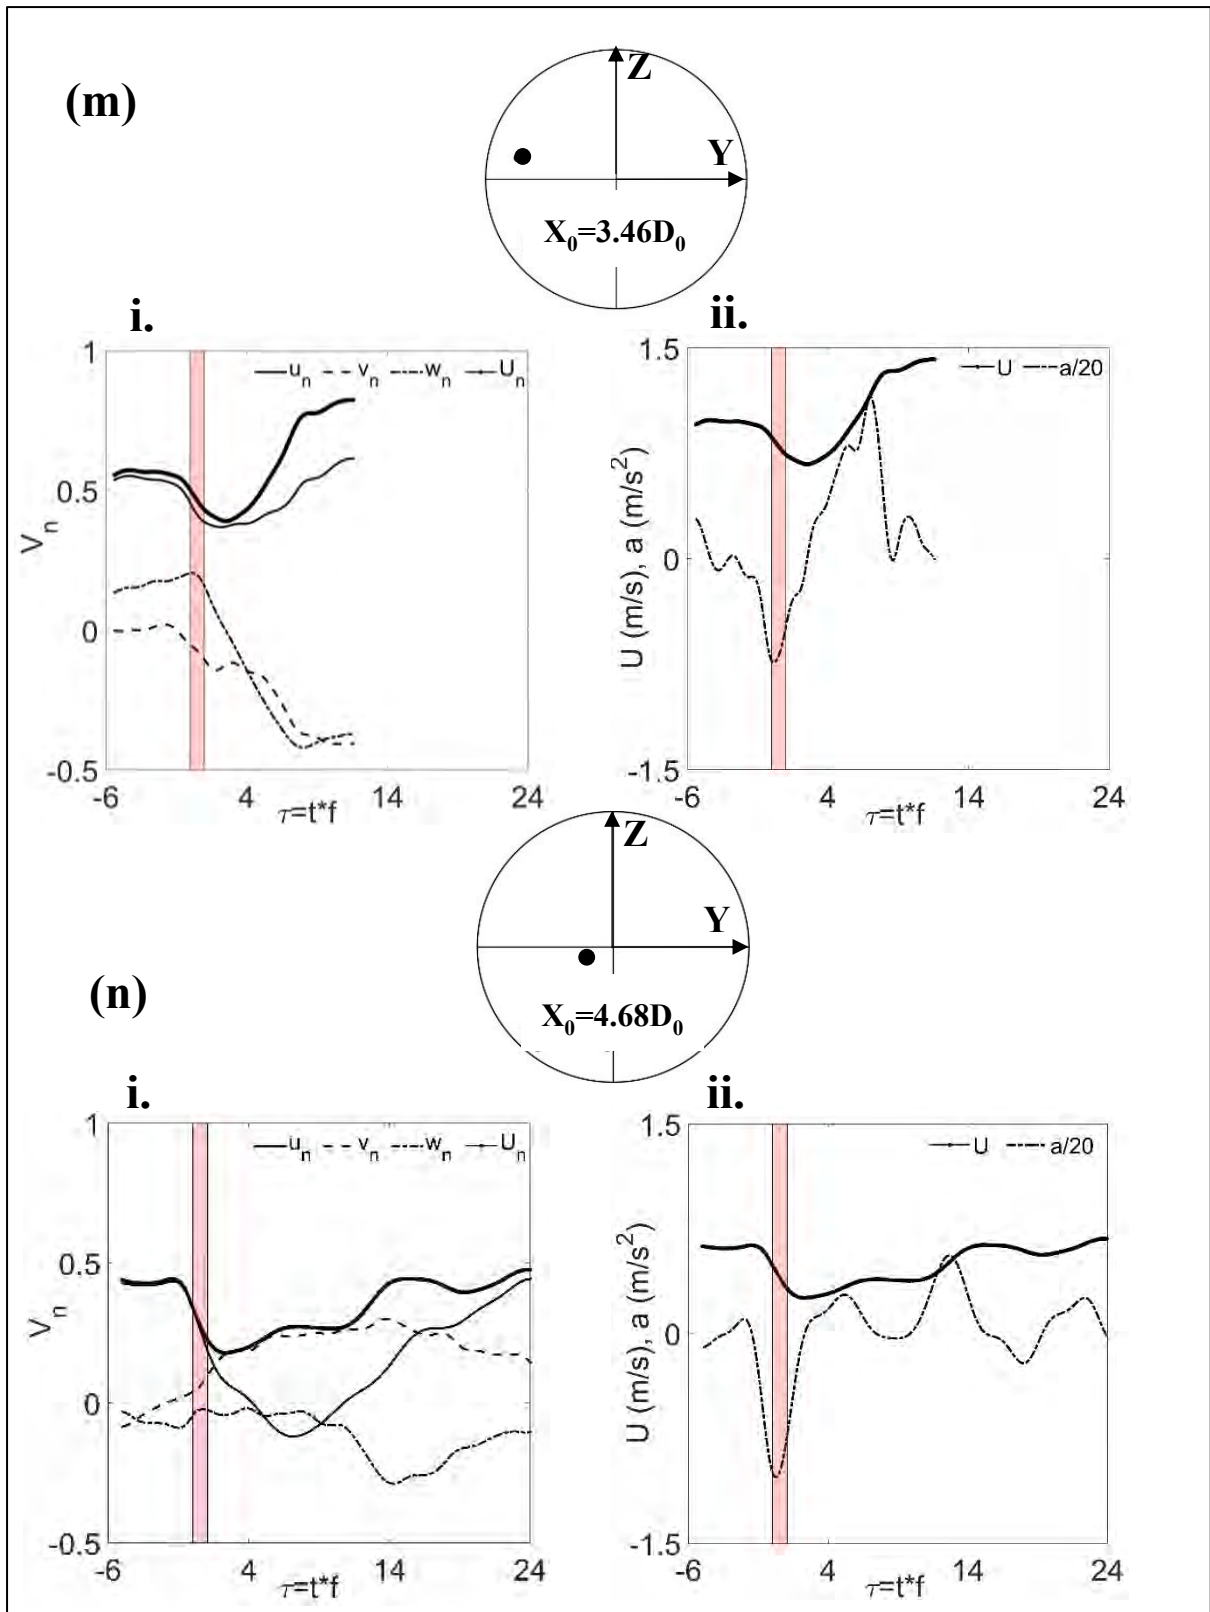 (m)
Z
Y
X₀=3.46D₀
i.
ii.
1
0.5
0
-0.5
Vₙ
uₙ vₙ wₙ Uₙ
-6 4 14 24
τ=t*f
1.5
0
-1.5
U (m/s), a (m/s²)
U a/20
-6 4 14 24
τ=t*f
(n)
Z
Y
X₀=4.68D₀
i.
ii.
1
0.5
0
-0.5
Vₙ
uₙ vₙ wₙ Uₙ
-6 4 14 24
τ=t*f
1.5
0
-1.5
U (m/s), a (m/s²)
U a/20
-6 4 14 24
τ=t*f